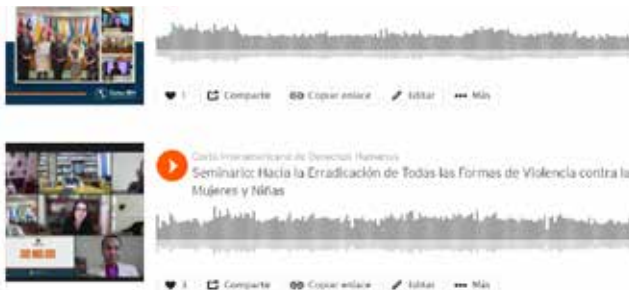 1 Compartir Copiar enlace Editar Más
Corte Interamericana de Derechos Humanos
Seminario: Hacia la Erradicación de Todas las Formas de Violencia contra la
Mujeres y Niñas
3 Compartir Copiar enlace Editar Más